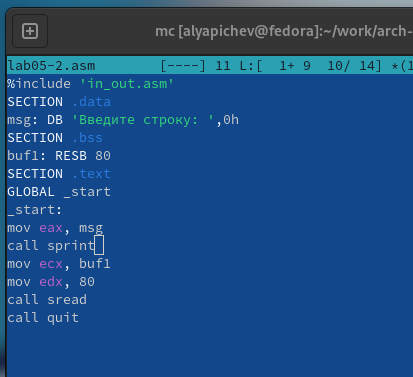 mc [alyapichev@fedora]:~/work/arch-
lab05-2.asm [----] 11 L:[ 1+ 9 10/ 14] *(1
%include 'in_out.asm'
SECTION .data
msg: DB 'Введите строку: ',0h
SECTION .bss
buf1: RESB 80
SECTION .text
GLOBAL _start
_start:
mov eax, msg
call sprint
mov ecx, buf1
mov edx, 80
call sread
call quit